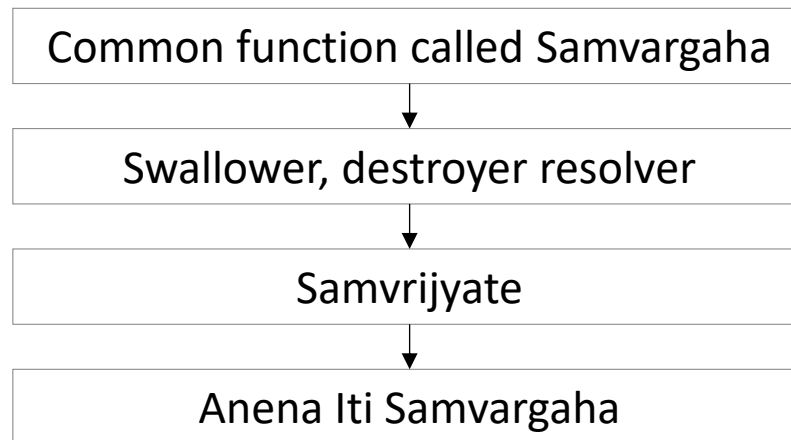 Common function called Samvargaha
Swallower, destroyer resolver
Samvrijyate
Anena Iti Samvargaha